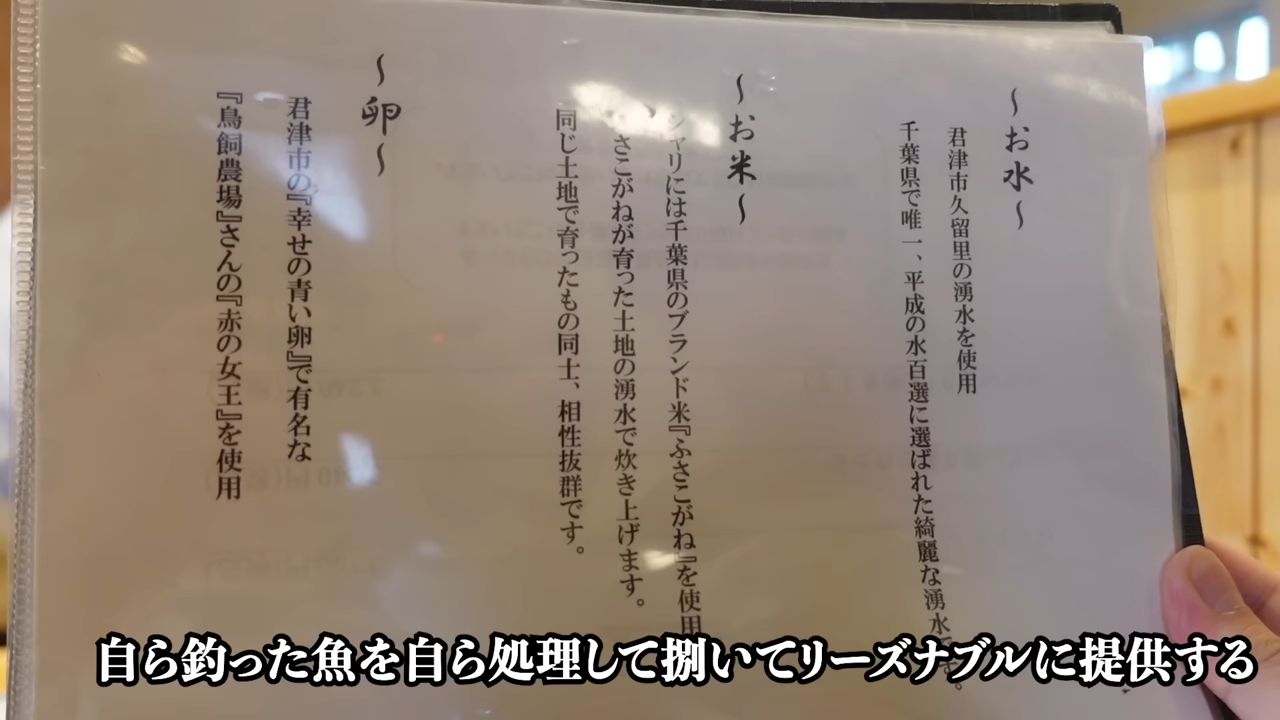 〜お水〜
君津市久留里の湧水を使用
千葉県で唯一、平成の水百選に選ばれた綺麗な湧水です。
〜お米〜
シャリには千葉県のブランド米『ふさこがね』を使用
さこがねが育った土地の湧水で炊き上げます。
同じ土地で育ったもの同士、相性抜群です。
〜卵〜
君津市の『幸せの青い卵』で有名な
『鳥飼農場』さんの『赤の女王』を使用
自ら釣った魚を自ら処理して捌いてリーズナブルに提供する